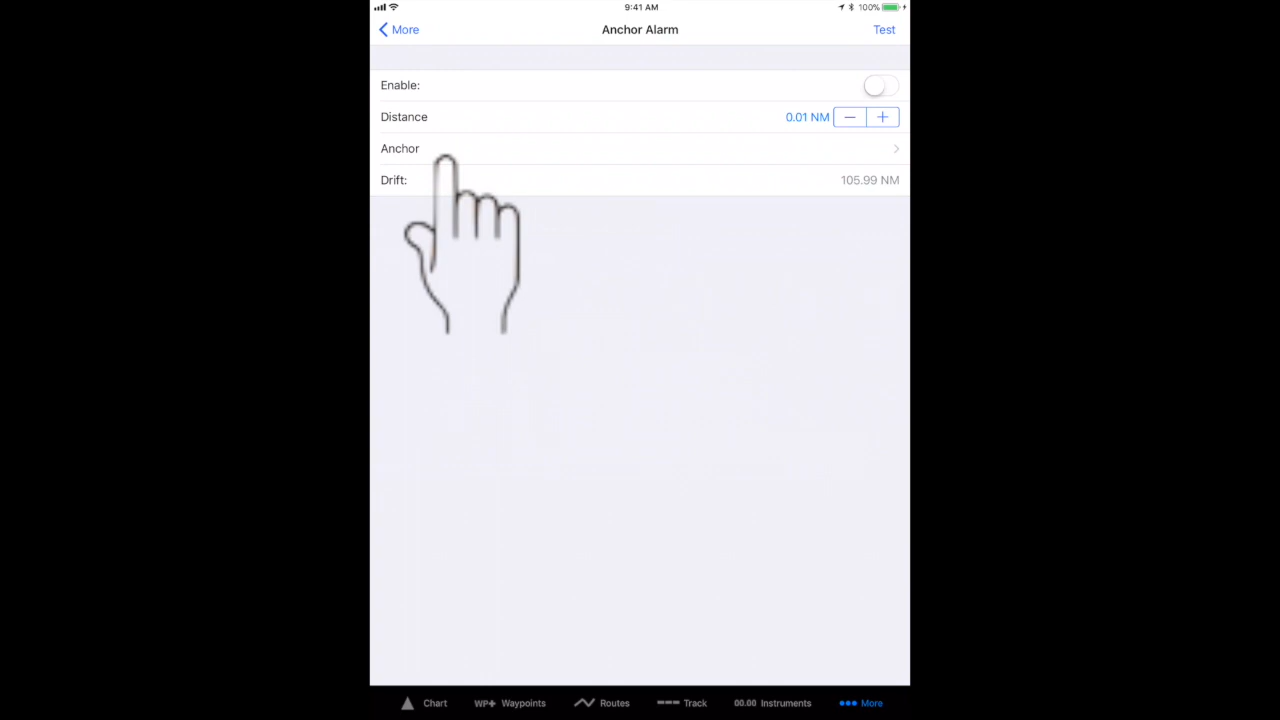 9:41 AM 100%
More Anchor Alarm Test
Enable:
Distance 0.01 NM − +
Anchor
Drift: 105.99 NM
Chart WP+ Waypoints Routes Track 00.00 Instruments More